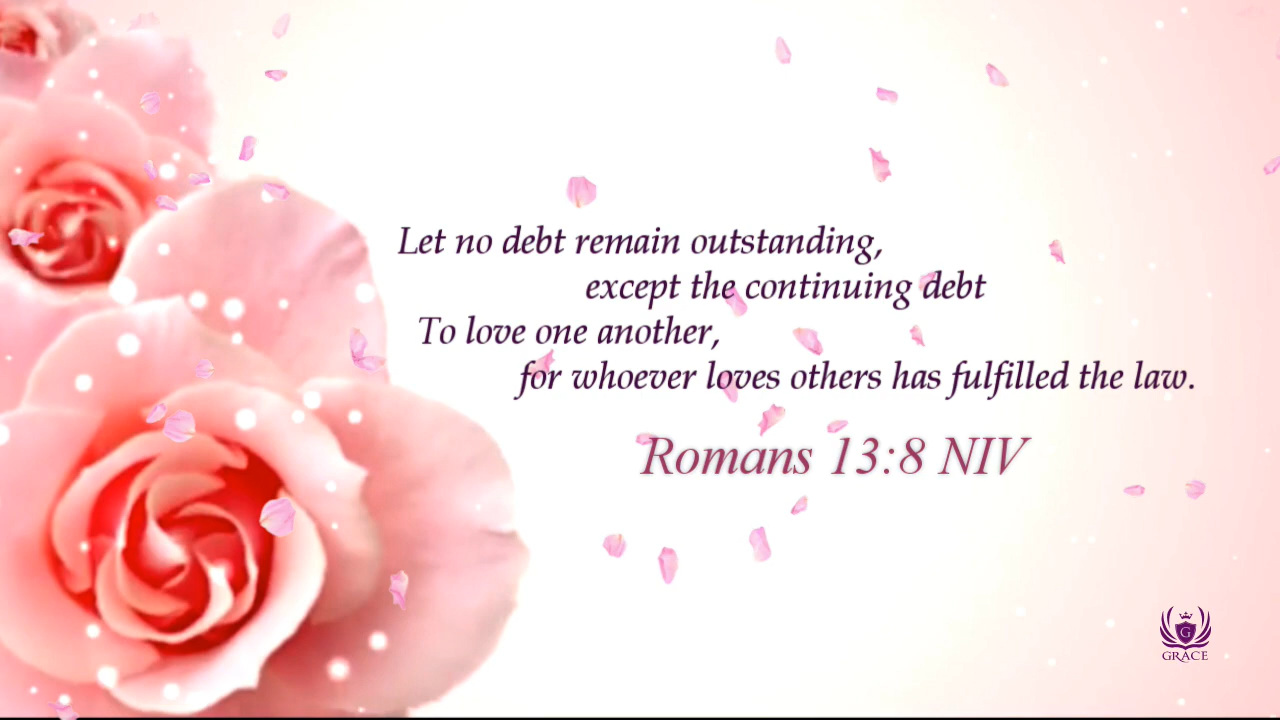 Let no debt remain outstanding,
except the continuing debt
To love one another,
for whoever loves others has fulfilled the law.
Romans 13:8 NIV
G
GRACE